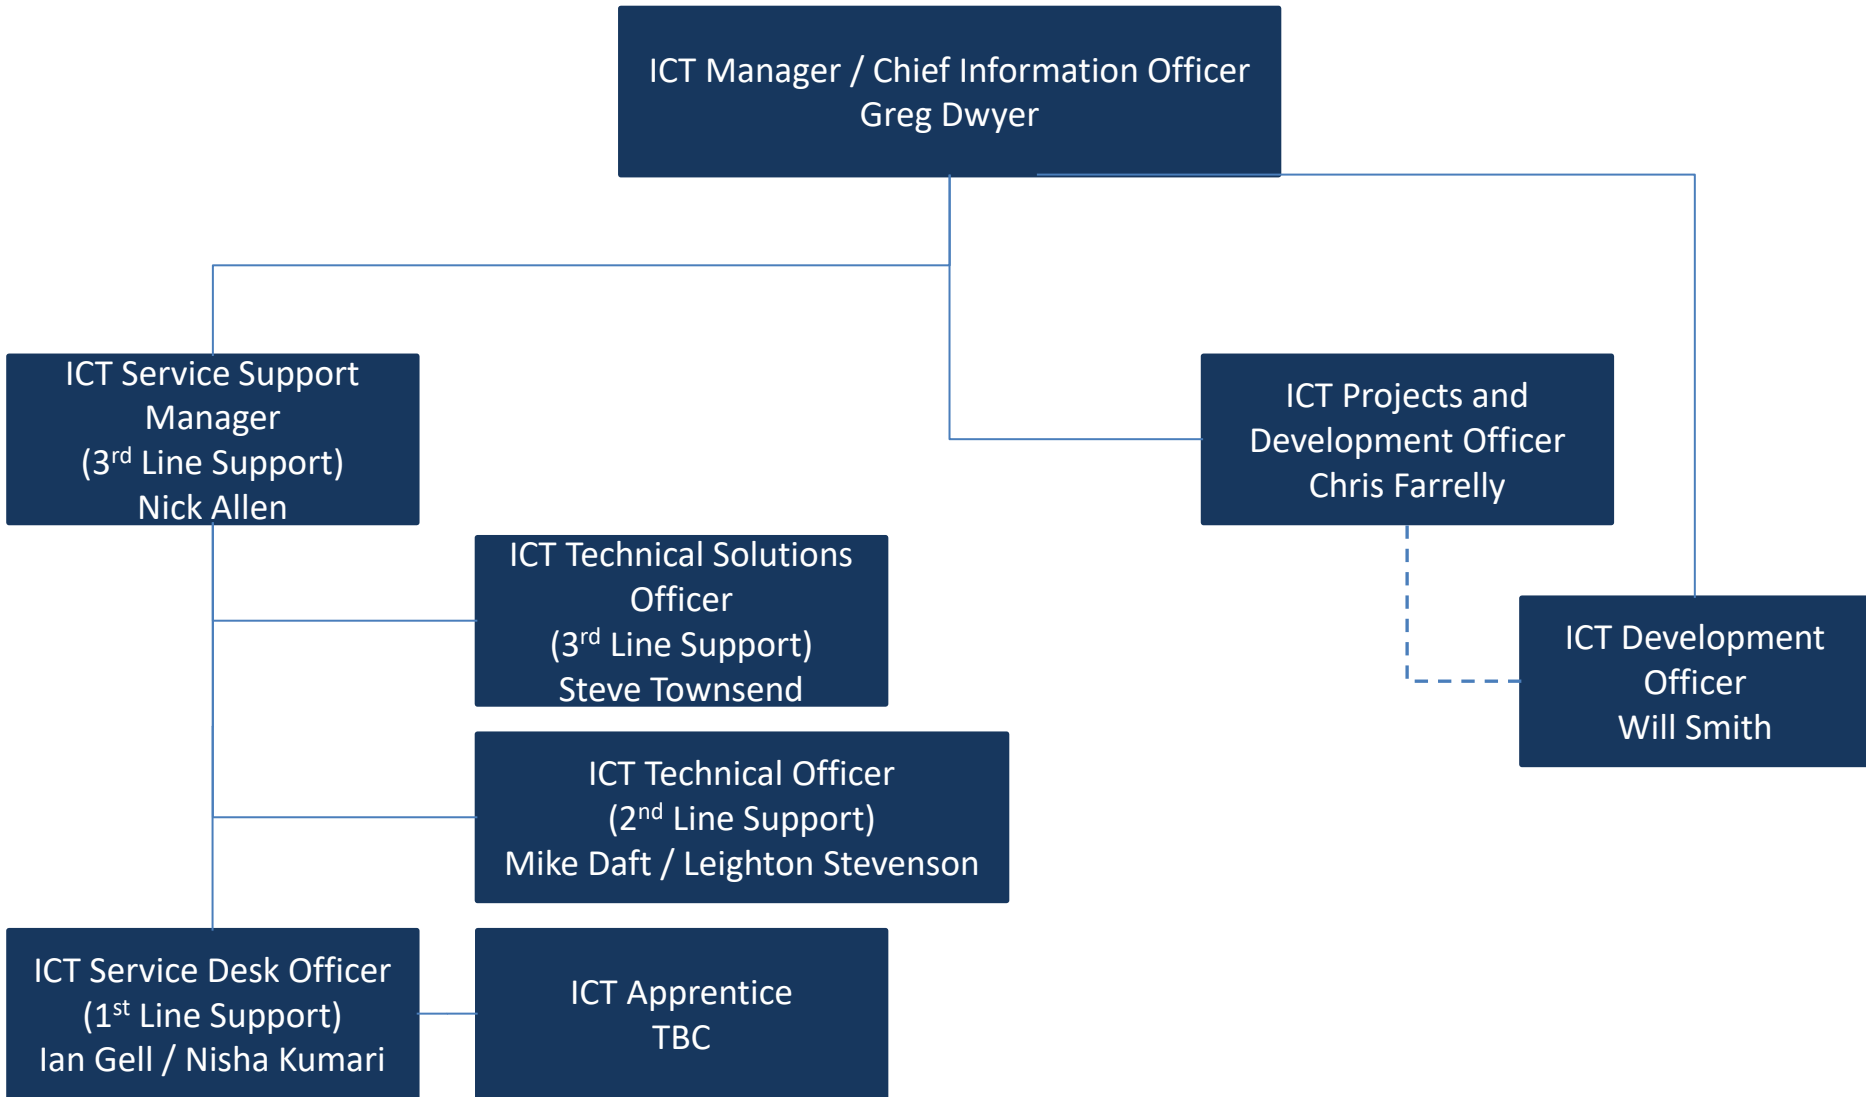 ICT Manager / Chief Information Officer
Greg Dwyer
ICT Service Support
Manager
(3rd Line Support)
Nick Allen
ICT Projects and
Development Officer
Chris Farrelly
ICT Technical Solutions
Officer
(3rd Line Support)
Steve Townsend
ICT Development
Officer
Will Smith
ICT Technical Officer
(2nd Line Support)
Mike Daft / Leighton Stevenson
ICT Service Desk Officer
(1st Line Support)
Ian Gell / Nisha Kumari
ICT Apprentice
TBC